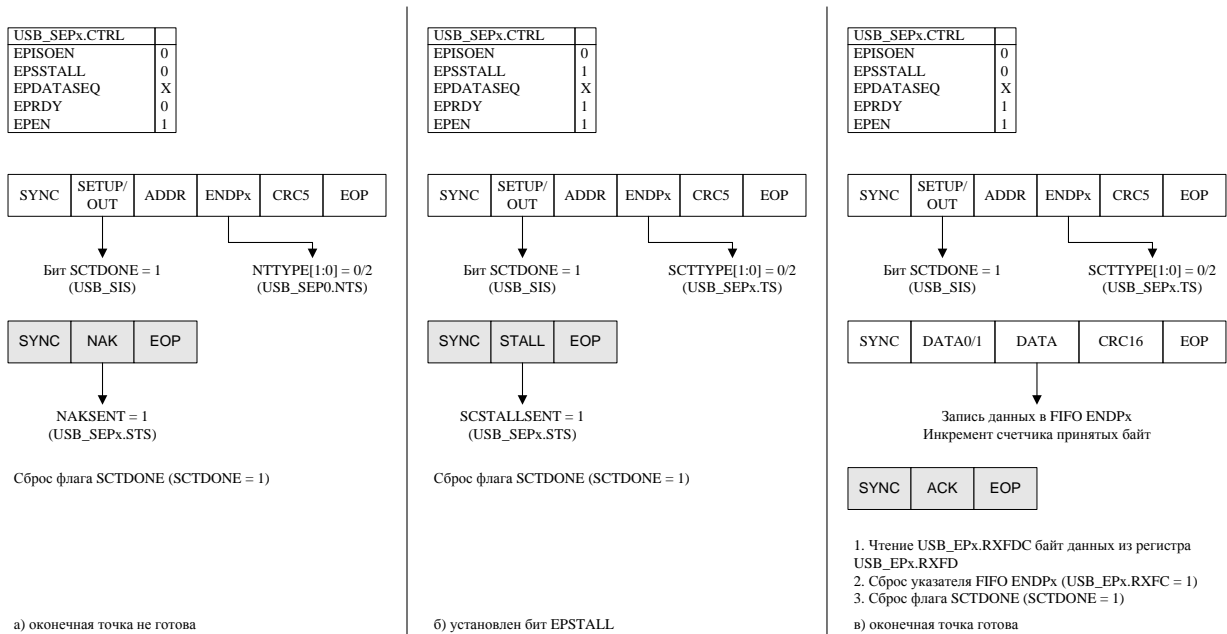 USB_SEPx.CTRL
EPISOEN 0
EPSSTALL 0
EPDATASEQ X
EPRDY 0
EPEN 1
SYNC SETUP/ ADDR ENDPx CRC5 EOP
OUT
Бит SCTDONE = 1
(USB_SIS)
NTTYPE[1:0] = 0/2
(USB_SEP0.NTS)
SYNC NAK EOP
NAKSENT = 1
(USB_SEPx.STS)
Сброс флага SCTDONE (SCTDONE = 1)
а) оконечная точка не готова
USB_SEPx.CTRL
EPISOEN 0
EPSSTALL 1
EPDATASEQ X
EPRDY 1
EPEN 1
SYNC SETUP/ ADDR ENDPx CRC5 EOP
OUT
Бит SCTDONE = 1
(USB_SIS)
SCTTYPE[1:0] = 0/2
(USB_SEPx.TS)
SYNC STALL EOP
SCSTALLSENT = 1
(USB_SEPx.STS)
Сброс флага SCTDONE (SCTDONE = 1)
б) установлен бит EPSTALL
USB_SEPx.CTRL
EPISOEN 0
EPSSTALL 0
EPDATASEQ X
EPRDY 1
EPEN 1
SYNC SETUP/ ADDR ENDPx CRC5 EOP
OUT
Бит SCTDONE = 1
(USB_SIS)
SCTTYPE[1:0] = 0/2
(USB_SEPx.TS)
SYNC DATA0/1 DATA CRC16 EOP
Запись данных в FIFO ENDPx
Инкремент счетчика принятых байт
SYNC ACK EOP
1. Чтение USB_EPx.RXFDC байт данных из регистра
USB_EPx.RXFD
2. Сброс указателя FIFO ENDPx (USB_EPx.RXFC = 1)
3. Сброс флага SCTDONE (SCTDONE = 1)
в) оконечная точка готова